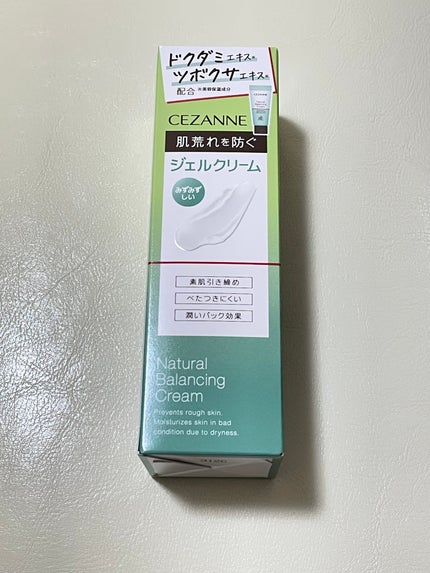 ドクダミエキス※
ツボクサエキス※
配合 ※美容保湿成分
CEZANNE
肌荒れを防ぐ
ジェルクリーム
みずみず
しい
素肌引き締め
べたつきにくい
潤いパック効果
Natural
Balancing
Cream
Prevents rough skin.
Moisturizes skin in bad
condition due to dryness.